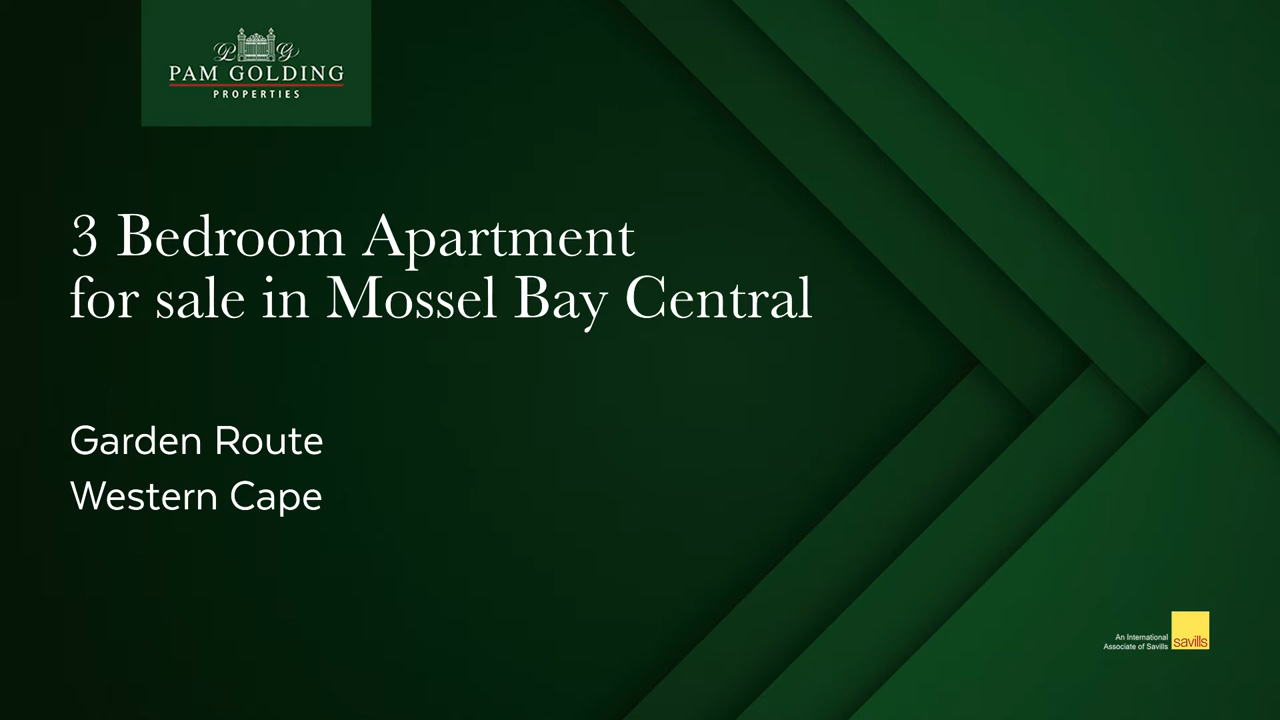 P G
PAM GOLDING
PROPERTIES
3 Bedroom Apartment
for sale in Mossel Bay Central
Garden Route
Western Cape
An International
Associate of Savills
savills